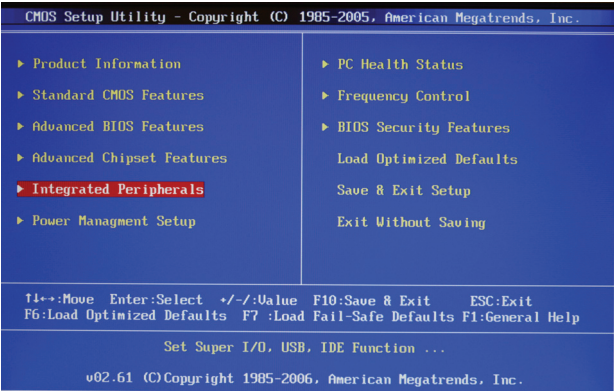 CMOS Setup Utility - Copyright (C) 1985-2005, American Megatrends, Inc.
▶ Product Information
▶ Standard CMOS Features
▶ Advanced BIOS Features
▶ Advanced Chipset Features
▶ Integrated Peripherals
▶ Power Managment Setup
▶ PC Health Status
▶ Frequency Control
▶ BIOS Security Features
Load Optimized Defaults
Save & Exit Setup
Exit Without Saving
↑↓←→:Move Enter:Select +/-/:Value F10:Save & Exit ESC:Exit
F6:Load Optimized Defaults F7 :Load Fail-Safe Defaults F1:General Help
Set Super I/O, USB, IDE Function ...
v02.61 (C)Copyright 1985-2006, American Megatrends, Inc.